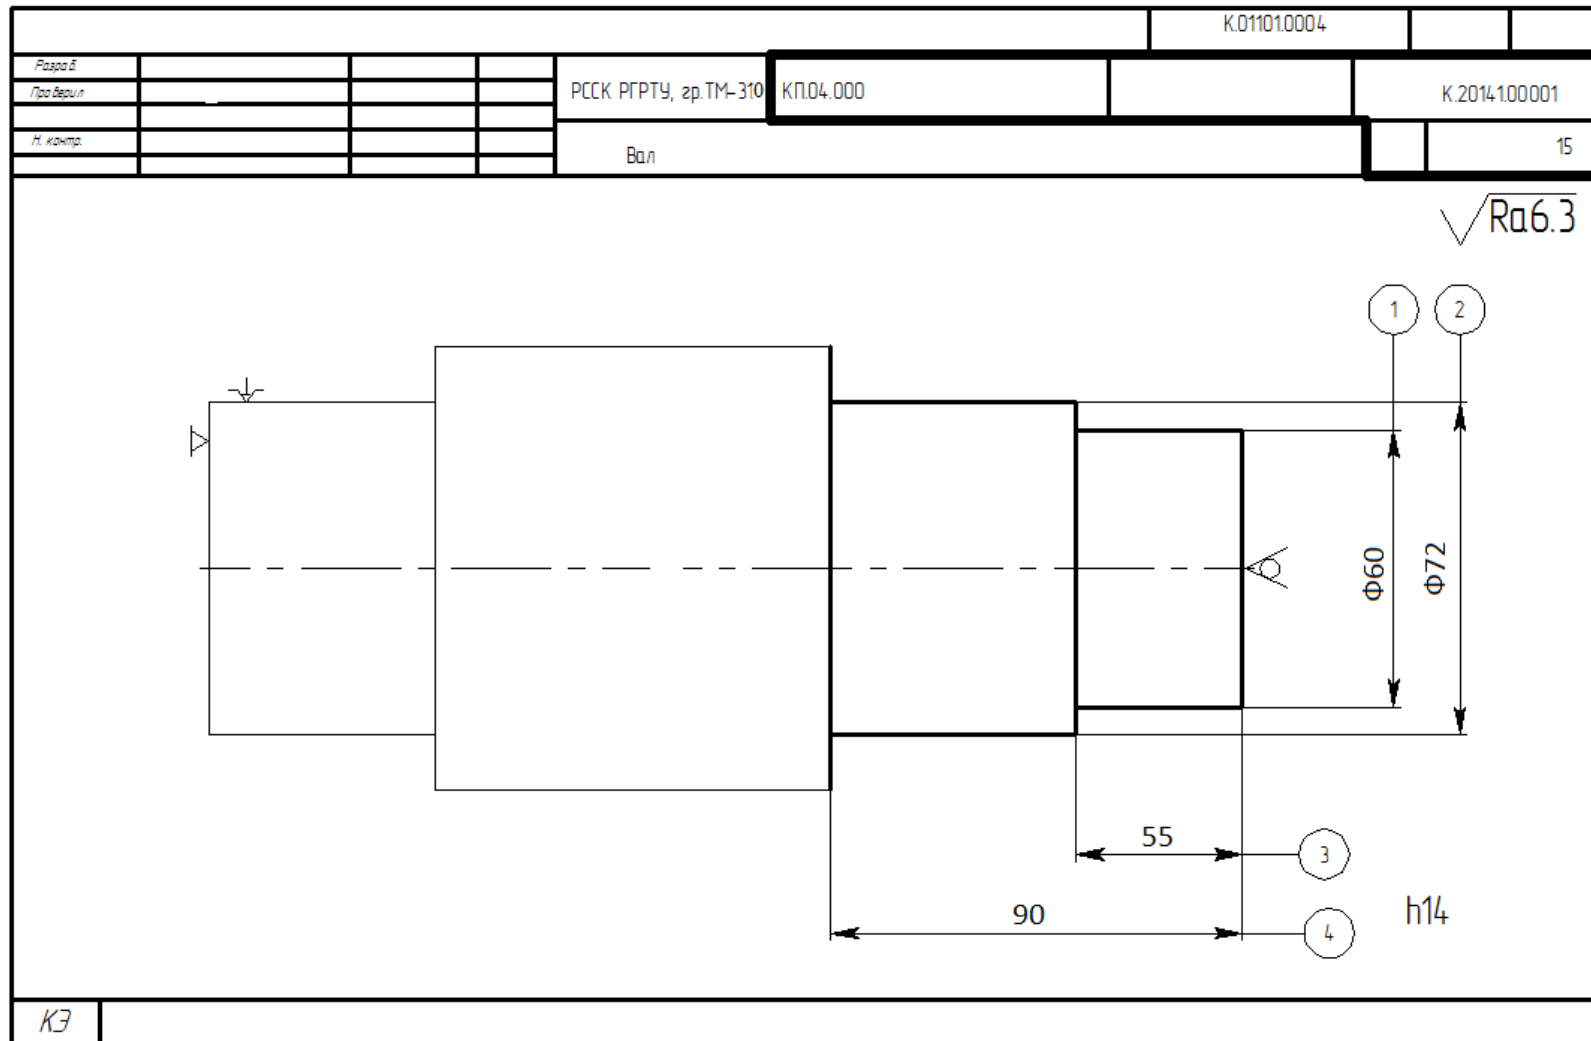 К.01101.0004
Разраб.
Проверил
РССК РГРТУ, гр.ТМ-310
КП.04.000
К.20141.00001
Н. контр.
Вал
15
Ra6.3
1
2
Ф60
Ф72
55
3
90
4
h14
КЭ